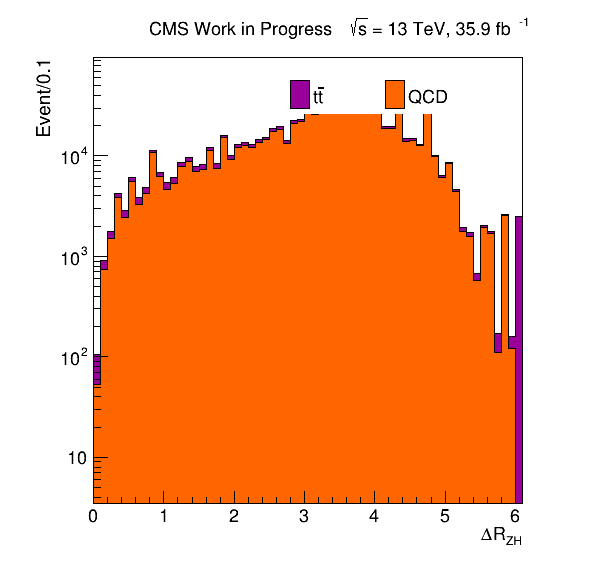 CMS Work in Progress √s = 13 TeV, 35.9 fb⁻¹
Event/0.1
tt̄ QCD
10⁴
10³
10²
10
0 1 2 3 4 5 6
ΔR_ZH